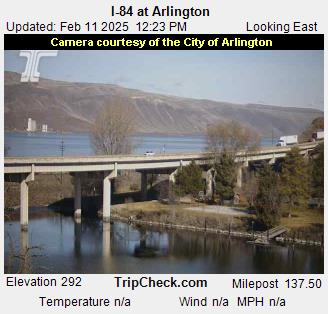 I-84 at Arlington
Updated: Feb 11 2025 12:23 PM Looking East
Camera courtesy of the City of Arlington
Elevation 292 TripCheck.com Milepost 137.50
Temperature n/a Wind n/a MPH n/a